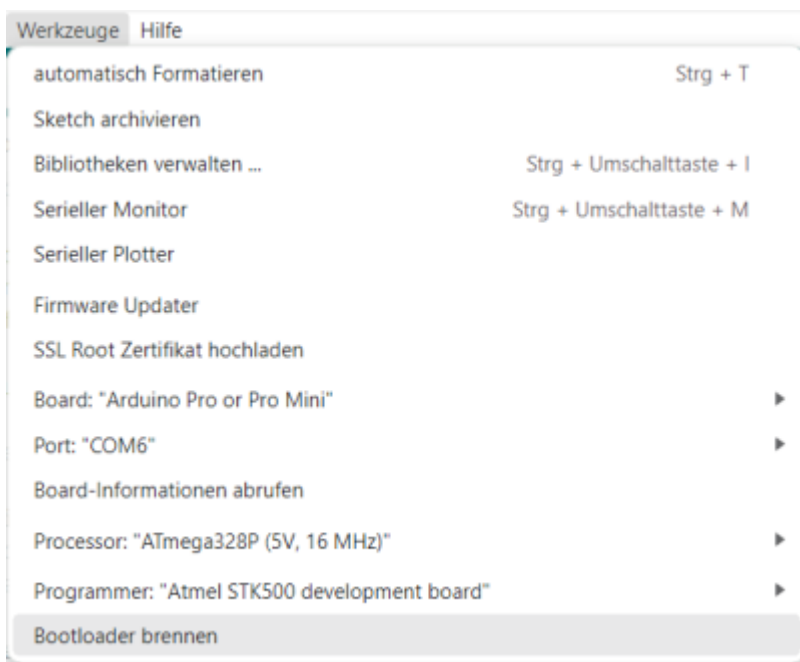 Werkzeuge Hilfe
automatisch Formatieren Strg + T
Sketch archivieren
Bibliotheken verwalten ... Strg + Umschalttaste + I
Serieller Monitor Strg + Umschalttaste + M
Serieller Plotter
Firmware Updater
SSL Root Zertifikat hochladen
Board: "Arduino Pro or Pro Mini"
Port: "COM6"
Board-Informationen abrufen
Processor: "ATmega328P (5V, 16 MHz)"
Programmer: "Atmel STK500 development board"
Bootloader brennen